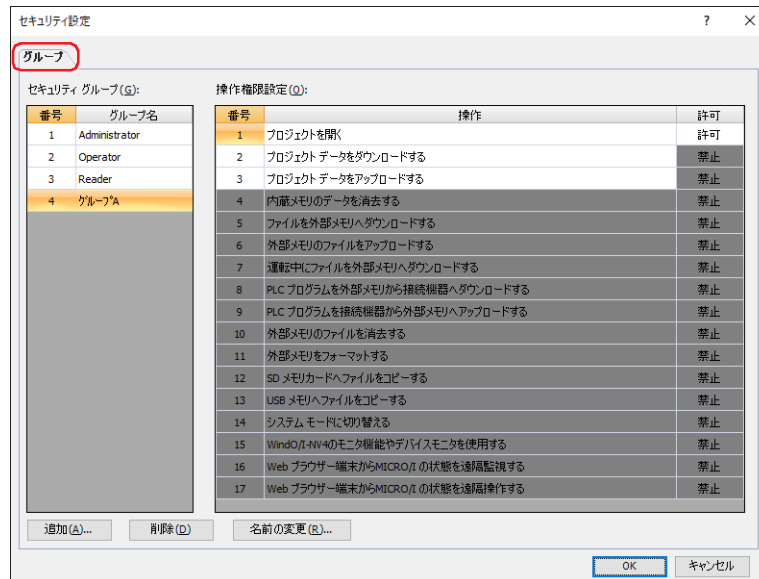 セキュリティ設定
? ×
グループ
セキュリティ グループ(G):
操作権限設定(O):
番号 グループ名
1 Administrator
2 Operator
3 Reader
4 グループA
番号 操作 許可
1 プロジェクトを開く 許可
2 プロジェクト データをダウンロードする 禁止
3 プロジェクト データをアップロードする 禁止
4 内蔵メモリのデータを消去する 禁止
5 ファイルを外部メモリへダウンロードする 禁止
6 外部メモリのファイルをアップロードする 禁止
7 運転中にファイルを外部メモリへダウンロードする 禁止
8 PLC プログラムを外部メモリから接続機器へダウンロードする 禁止
9 PLC プログラムを接続機器から外部メモリへアップロードする 禁止
10 外部メモリのファイルを消去する 禁止
11 外部メモリをフォーマットする 禁止
12 SD メモリカードへファイルをコピーする 禁止
13 USB メモリへファイルをコピーする 禁止
14 システム モードに切り替える 禁止
15 WindO/I-NV4のモニタ機能やデバイスモニタを使用する 禁止
16 Web ブラウザー端末からMICRO/I の状態を遠隔監視する 禁止
17 Web ブラウザー端末からMICRO/I の状態を遠隔操作する 禁止
追加(A)... 削除(D) 名前の変更(R)...
OK キャンセル